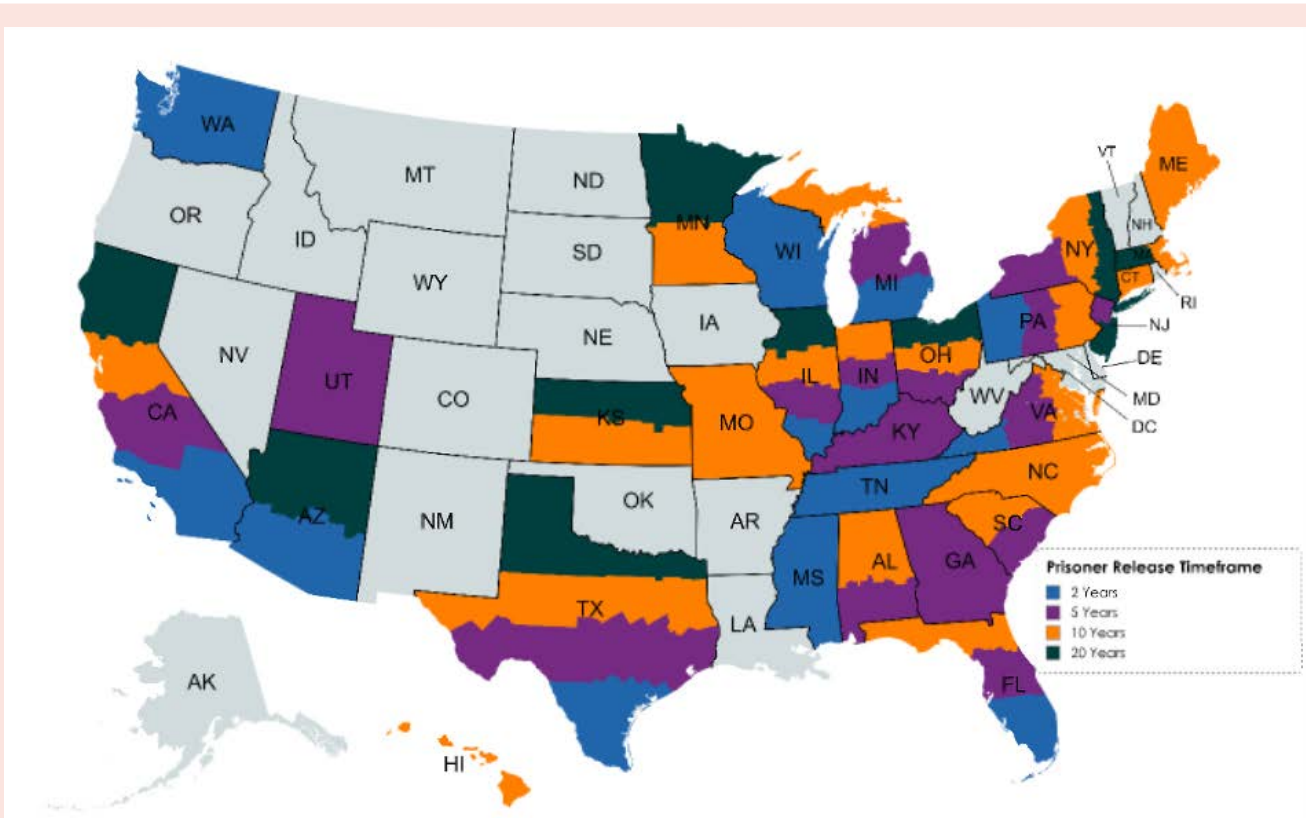 WA
MT
ND
MN
VT
ME
OR
ID
SD
WI
NY
NH
MA
WY
MI
CT
RI
IA
NE
PA
NJ
NV
UT
CO
IL
IN
OH
DE
CA
KS
MO
WV
VA
MD
KY
DC
AZ
NM
OK
TN
NC
AR
SC
MS
AL
GA
TX
LA
Prisoner Release Timeframe
2 Years
5 Years
10 Years
20 Years
AK
FL
HI